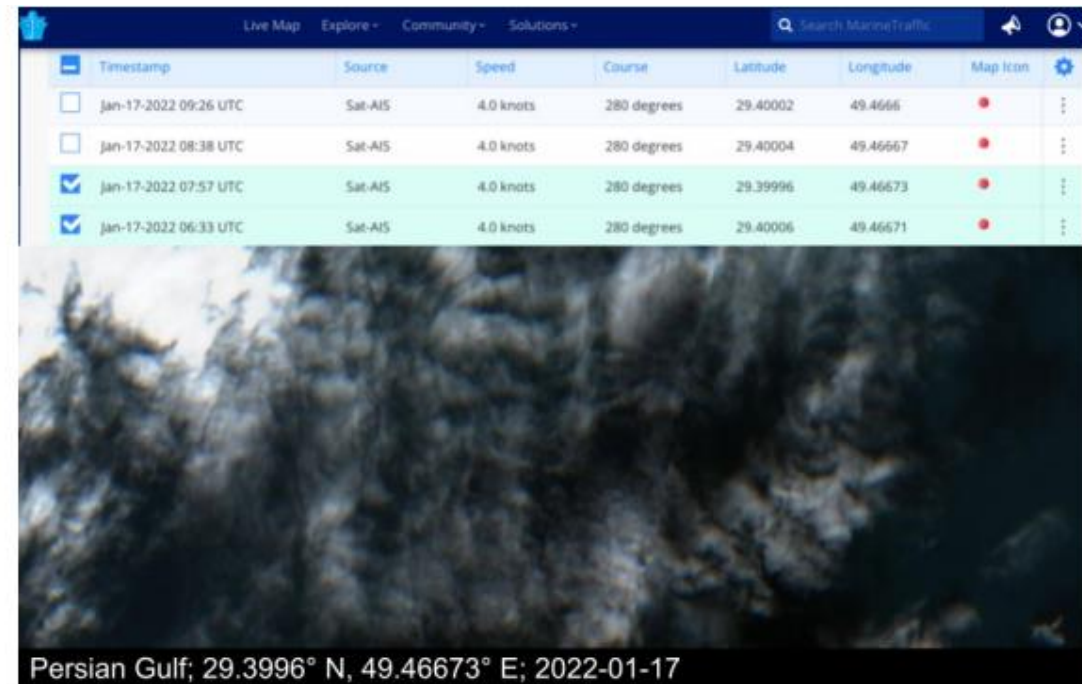 Live Map Explore Community Solutions Search MarineTraffic
Timestamp Source Speed Course Latitude Longitude Map Icon
Jan-17-2022 09:26 UTC Sat-AIS 4.0 knots 280 degrees 29.40002 49.4666
Jan-17-2022 08:38 UTC Sat-AIS 4.0 knots 280 degrees 29.40004 49.46667
Jan-17-2022 07:57 UTC Sat-AIS 4.0 knots 280 degrees 29.39996 49.46673
Jan-17-2022 06:33 UTC Sat-AIS 4.0 knots 280 degrees 29.40006 49.46671
Persian Gulf; 29.3996° N, 49.46673° E; 2022-01-17